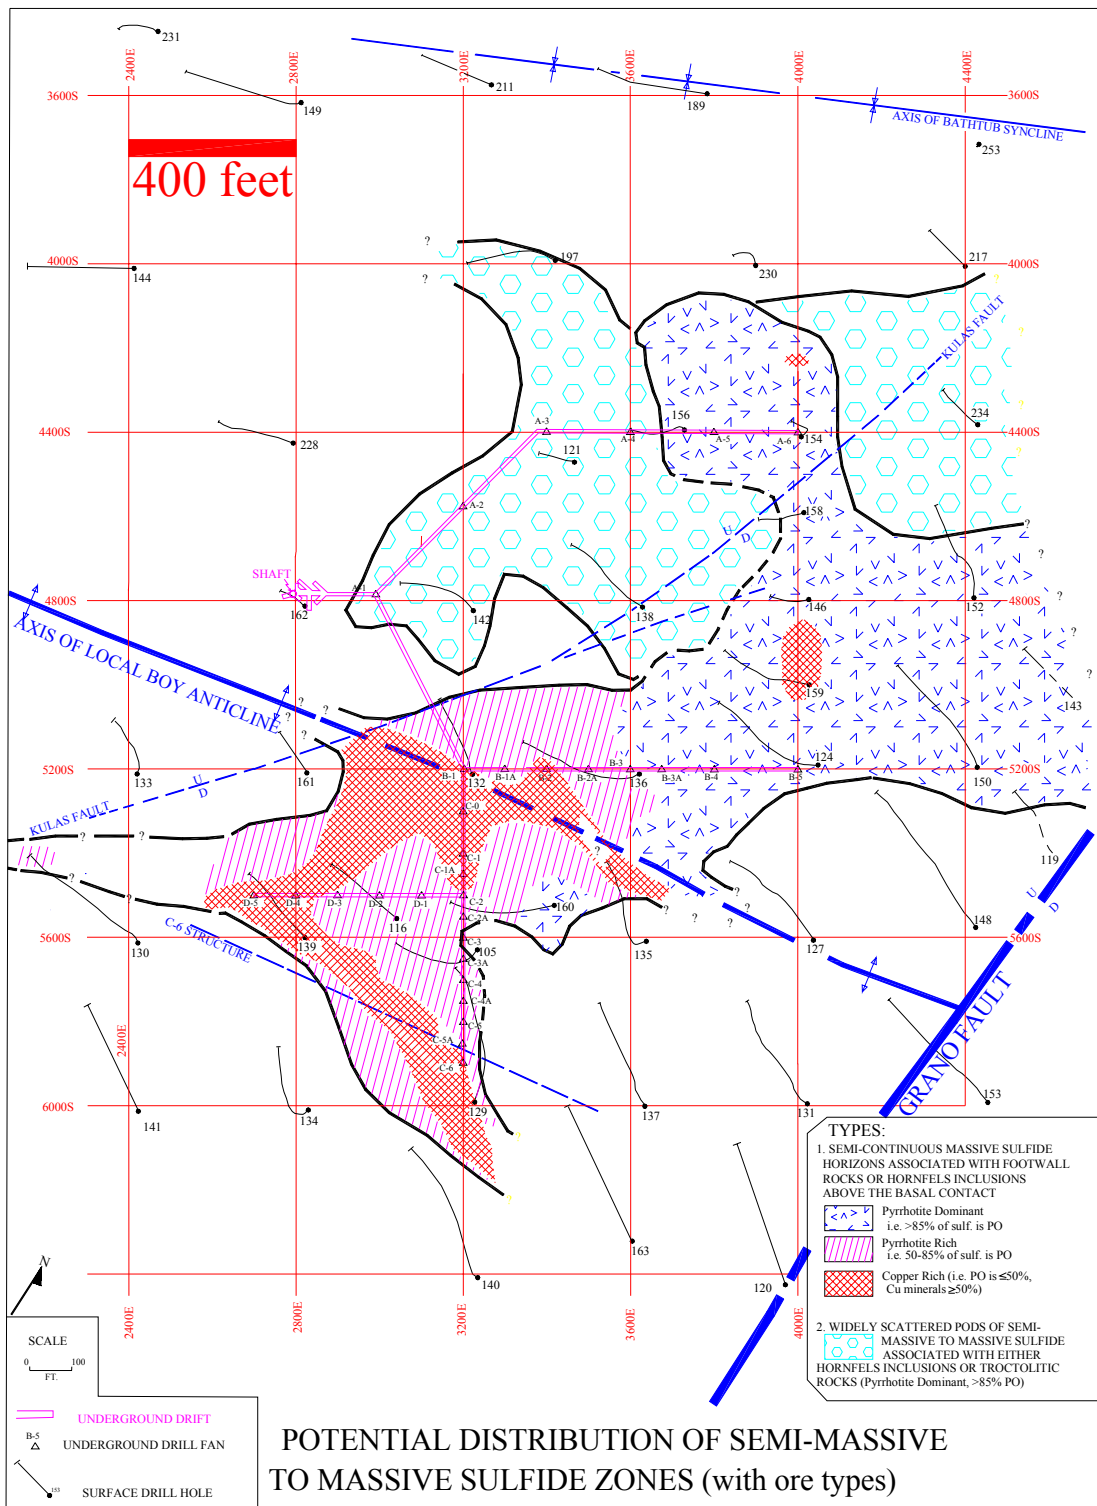 231
2400E
2800E
3200E
3600E
4000E
4400E
211
3600S
149
189
3600S
AXIS OF BATHTUB SYNCLINE
253
400 feet
?
4000S
144
197
230
217
4000S
?
?
?
KULAS FAULT
?
234
A-3
156
4400S
228
A-4
A-5
A-6
154
4400S
121
?
A-2
158
U
D
?
SHAFT
A-1
4800S
162
142
138
146
152
4800S
?
AXIS OF LOCAL BOY ANTICLINE
159
143
?
?
?
?
133
161
B-1
132
B-1A
B-2
B-2A
B-3
136
B-3A
B-4
B-5
124
150
5200S
5200S
U
D
KULAS FAULT
C-0
?
?
?
119
C-1
C-1A
?
?
?
D-5
D-4
D-3
D-2
D-1
C-2
160
?
?
?
?
?
U
D
C-2A
116
148
C-6 STRUCTURE
5600S
130
139
C-3
105
135
127
5600S
C-3A
C-4
C-4A
C-5
2400E
C-5A
C-6
GRANO FAULT
6000S
141
134
129
137
131
153
6000S
?
?
163
140
120
N
2400E
2800E
3200E
3600E
4000E
TYPES:
1. SEMI-CONTINUOUS MASSIVE SULFIDE
HORIZONS ASSOCIATED WITH FOOTWALL
ROCKS OR HORNFELS INCLUSIONS
ABOVE THE BASAL CONTACT
Pyrrhotite Dominant
i.e. >85% of sulf. is PO
Pyrrhotite Rich
i.e. 50-85% of sulf. is PO
Copper Rich (i.e. PO is ≤50%,
Cu minerals ≥50%)
2. WIDELY SCATTERED PODS OF SEMI-
MASSIVE TO MASSIVE SULFIDE
ASSOCIATED WITH EITHER
HORNFELS INCLUSIONS OR TROCTOLITIC
ROCKS (Pyrrhotite Dominant, >85% PO)
SCALE
0 100
FT.
UNDERGROUND DRIFT
B-5
UNDERGROUND DRILL FAN
153
SURFACE DRILL HOLE
POTENTIAL DISTRIBUTION OF SEMI-MASSIVE
TO MASSIVE SULFIDE ZONES (with ore types)